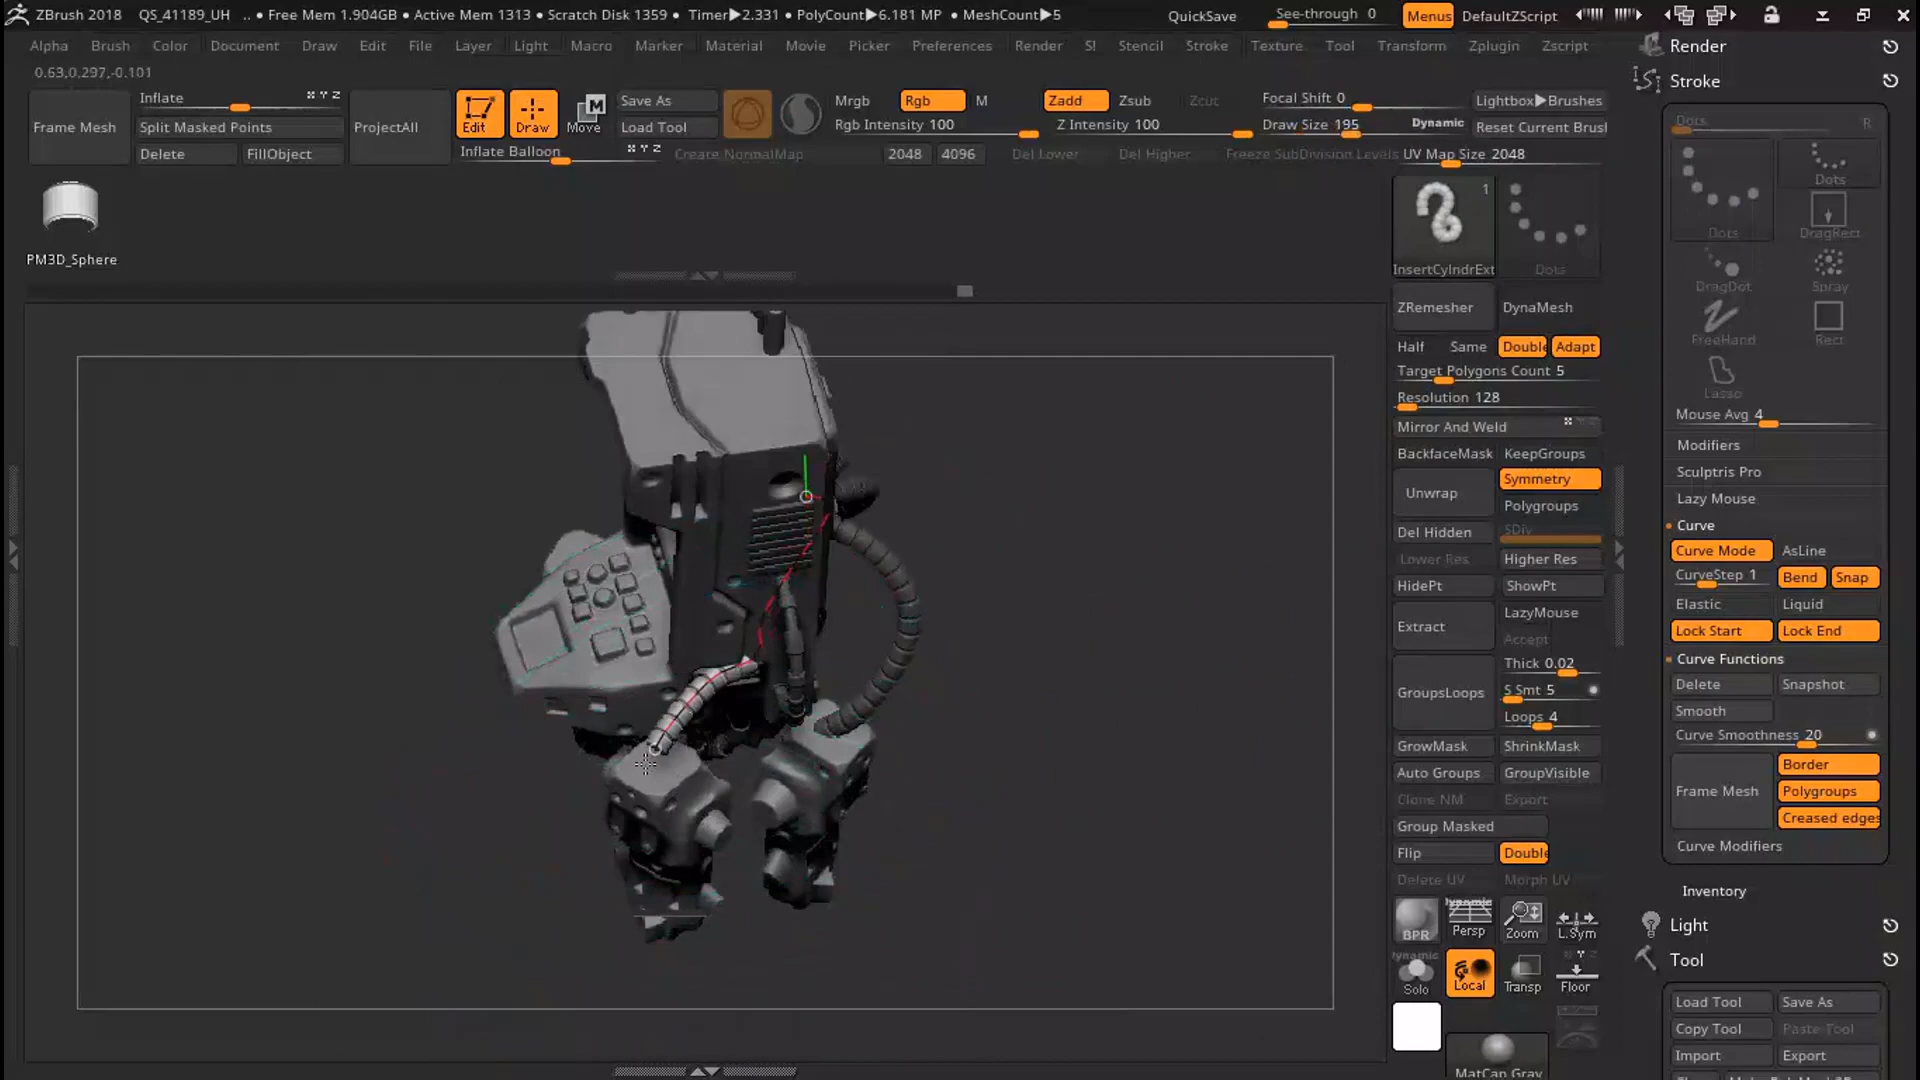 ZBrush 2018 QS_41189_UH .. • Free Mem 1.904GB • Active Mem 1313 • Scratch Disk 1359 • Timer▶2.331 • PolyCount▶6.181 MP • MeshCount▶5 QuickSave See-through 0 Menus DefaultZScript
Alpha Brush Color Document Draw Edit File Layer Light Macro Marker Material Movie Picker Preferences Render SI Stencil Stroke Texture Tool Transform Zplugin Zscript
0.63,0.297,-0.101
Frame Mesh
Inflate X Y Z
Split Masked Points
Delete FillObject
ProjectAll
Edit Draw Move
Inflate Balloon X Y Z
Save As
Load Tool
Create NormalMap
Mrgb Rgb M
Rgb Intensity 100
2048 4096
Zadd Zsub Zcut
Z Intensity 100
Del Lower Del Higher
Focal Shift 0
Draw Size 195 Dynamic
Freeze SubDivision Levels
Lightbox▶Brushes
Reset Current Brush
UV Map Size 2048
PM3D_Sphere
1
InsertCylndrExt Dots
ZRemesher DynaMesh
Half Same Double Adapt
Target Polygons Count 5
Resolution 128
Mirror And Weld
BackfaceMask KeepGroups
Unwrap Symmetry
Polygroups
Del Hidden SDiv
Lower Res Higher Res
HidePt ShowPt
Extract LazyMouse
Accept
Thick 0.02
GroupsLoops S Smt 5
Loops 4
GrowMask ShrinkMask
Auto Groups GroupVisible
Clone NM Export
Group Masked
Flip Double
Delete UV Morph UV
BPR Dynamic Persp Zoom L.Sym
Dynamic Solo Local Transp Floor
MatCap Gray
Render
Stroke
Dots R
Dots Dots
DragRect
DragDot Spray
FreeHand Rect
Lasso
Mouse Avg 4
Modifiers
Sculptris Pro
Lazy Mouse
Curve
Curve Mode AsLine
CurveStep 1 Bend Snap
Elastic Liquid
Lock Start Lock End
Curve Functions
Delete Snapshot
Smooth
Curve Smoothness 20
Frame Mesh Border
Polygroups
Creased edges
Curve Modifiers
Inventory
Light
Tool
Load Tool Save As
Copy Tool Paste Tool
Import Export